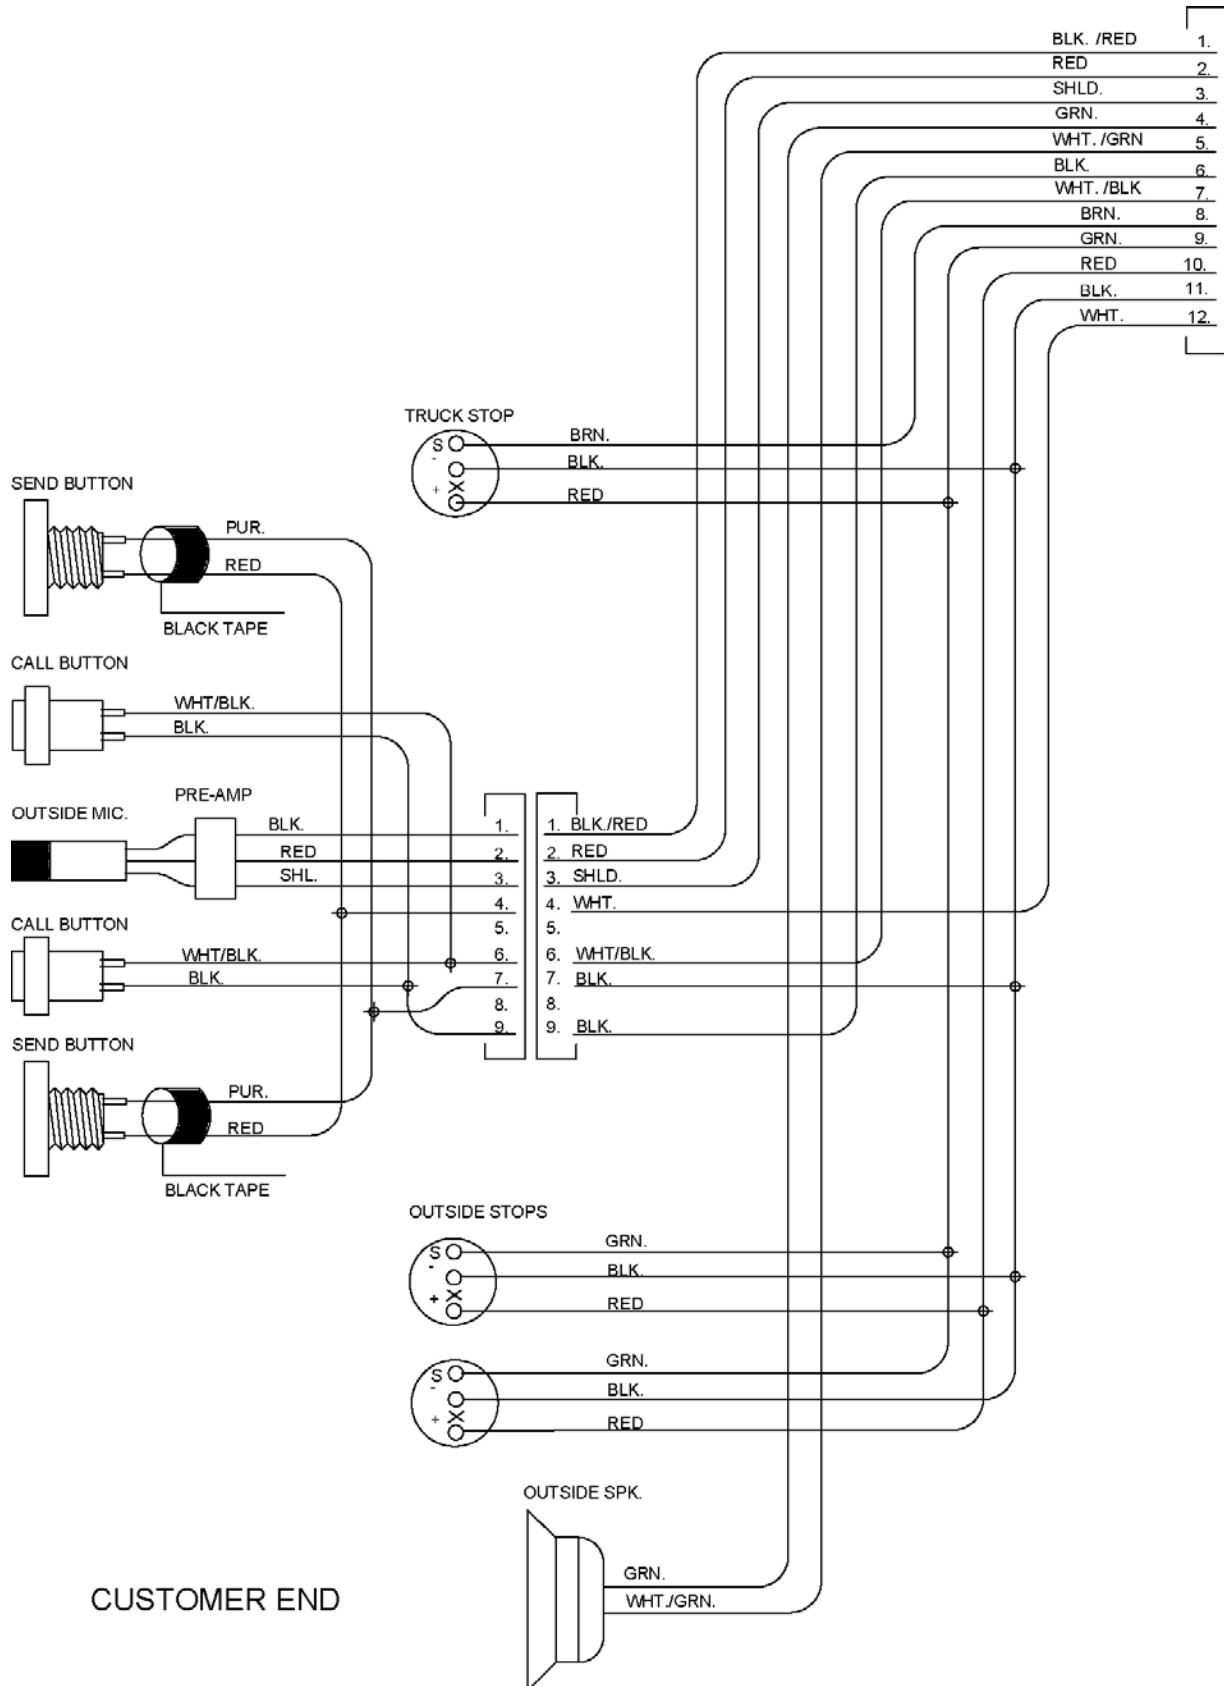 BLK. /RED 1.
RED 2.
SHLD. 3.
GRN. 4.
WHT. /GRN 5.
BLK. 6.
WHT. /BLK 7.
BRN. 8.
GRN. 9.
RED 10.
BLK. 11.
WHT. 12.
TRUCK STOP
S BRN.
- BLK.
+ RED
SEND BUTTON
PUR.
RED
BLACK TAPE
CALL BUTTON
WHT/BLK.
BLK.
PRE-AMP
OUTSIDE MIC.
BLK. 1. 1. BLK./RED
RED 2. 2. RED
SHL. 3. 3. SHLD.
4. 4. WHT.
5. 5.
CALL BUTTON
WHT/BLK. 6. 6. WHT/BLK.
BLK. 7. 7. BLK.
8. 8.
9. 9. BLK.
SEND BUTTON
PUR.
RED
BLACK TAPE
OUTSIDE STOPS
S GRN.
- BLK.
+ RED
S GRN.
- BLK.
+ RED
OUTSIDE SPK.
GRN.
WHT./GRN.
CUSTOMER END